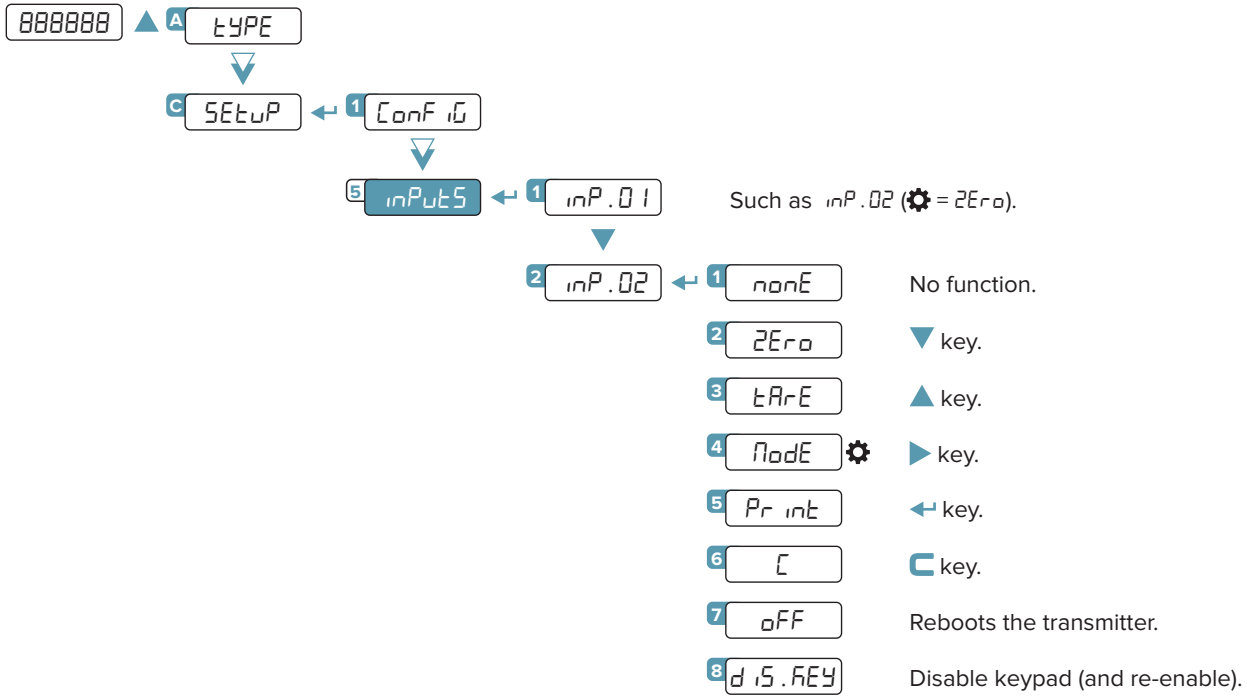 888888 A tYPE
C SEtuP 1 ConFiG
5 inPutS 1 inP.01 Such as inP.02 (= 2Ero).
2 inP.02 1 nonE No function.
2 2Ero key.
3 tArE key.
4 ModE key.
5 Print key.
6 C C key.
7 oFF Reboots the transmitter.
8 diS.KEY Disable keypad (and re-enable).